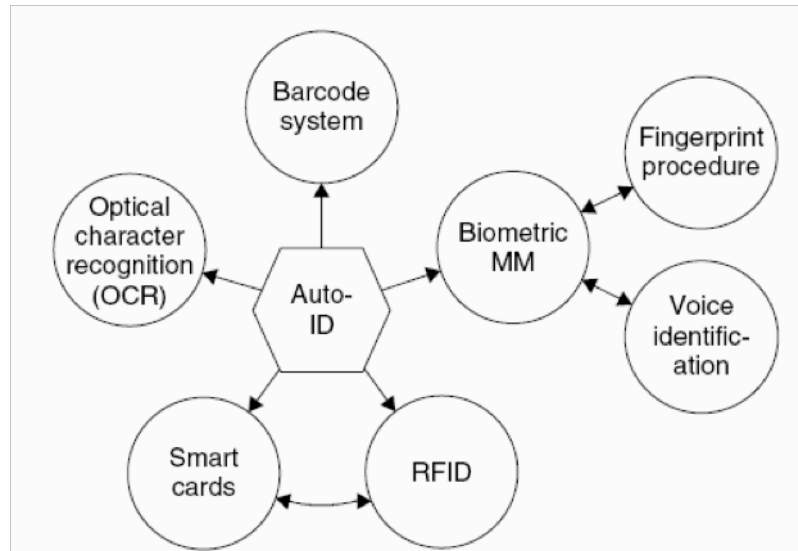 Barcode
system
Fingerprint
procedure
Optical
character
recognition
(OCR)
Biometric
MM
Auto-
ID
Voice
identific-
ation
Smart
cards
RFID